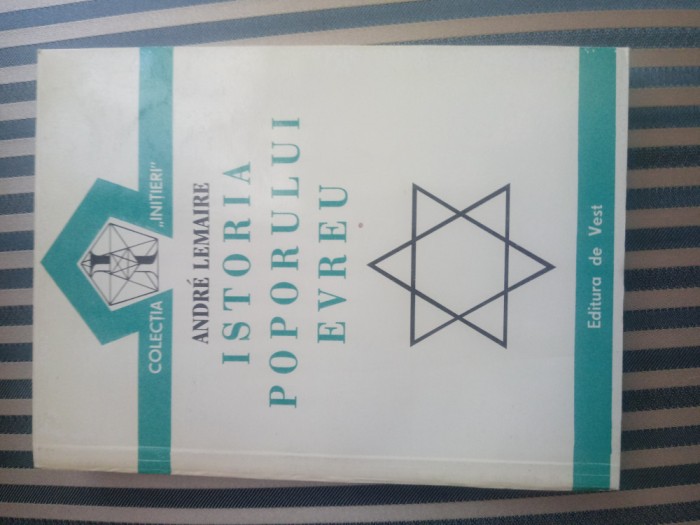 COLECȚIA „INIȚIERI”
ANDRÉ LEMAIRE
ISTORIA
POPORULUI
EVREU
Editura de Vest